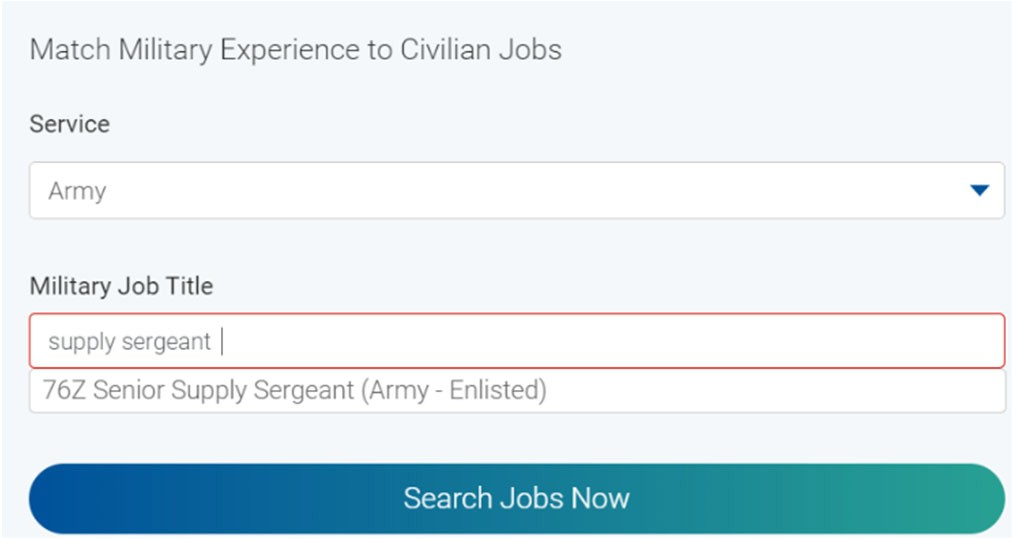 Match Military Experience to Civilian Jobs
Service
Army
Military Job Title
supply sergeant
76Z Senior Supply Sergeant (Army - Enlisted)
Search Jobs Now